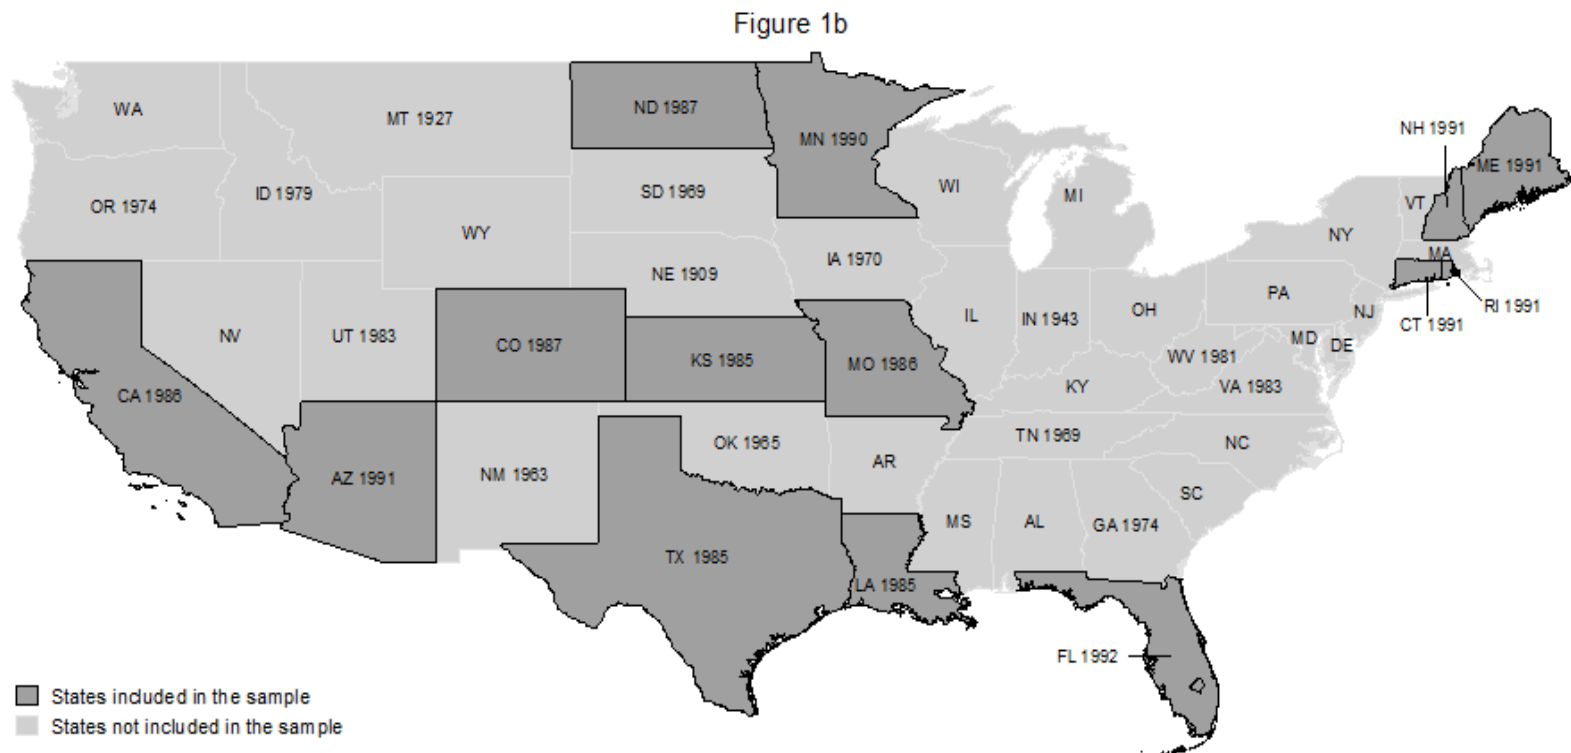 Figure 1b
WA
MT 1927
ND 1987
MN 1990
NH 1991
ME 1991
OR 1974
ID 1979
SD 1969
WI
MI
VT
WY
NY
MA
NE 1909
IA 1970
PA
RI 1991
NV
UT 1983
CO 1987
KS 1985
MO 1986
IL
IN 1943
OH
NJ
CT 1991
MD
DE
WV 1981
CA 1986
KY
VA 1983
AZ 1991
NM 1963
OK 1965
AR
TN 1969
NC
SC
MS
AL
GA 1974
TX 1985
LA 1985
FL 1992
States included in the sample
States not included in the sample